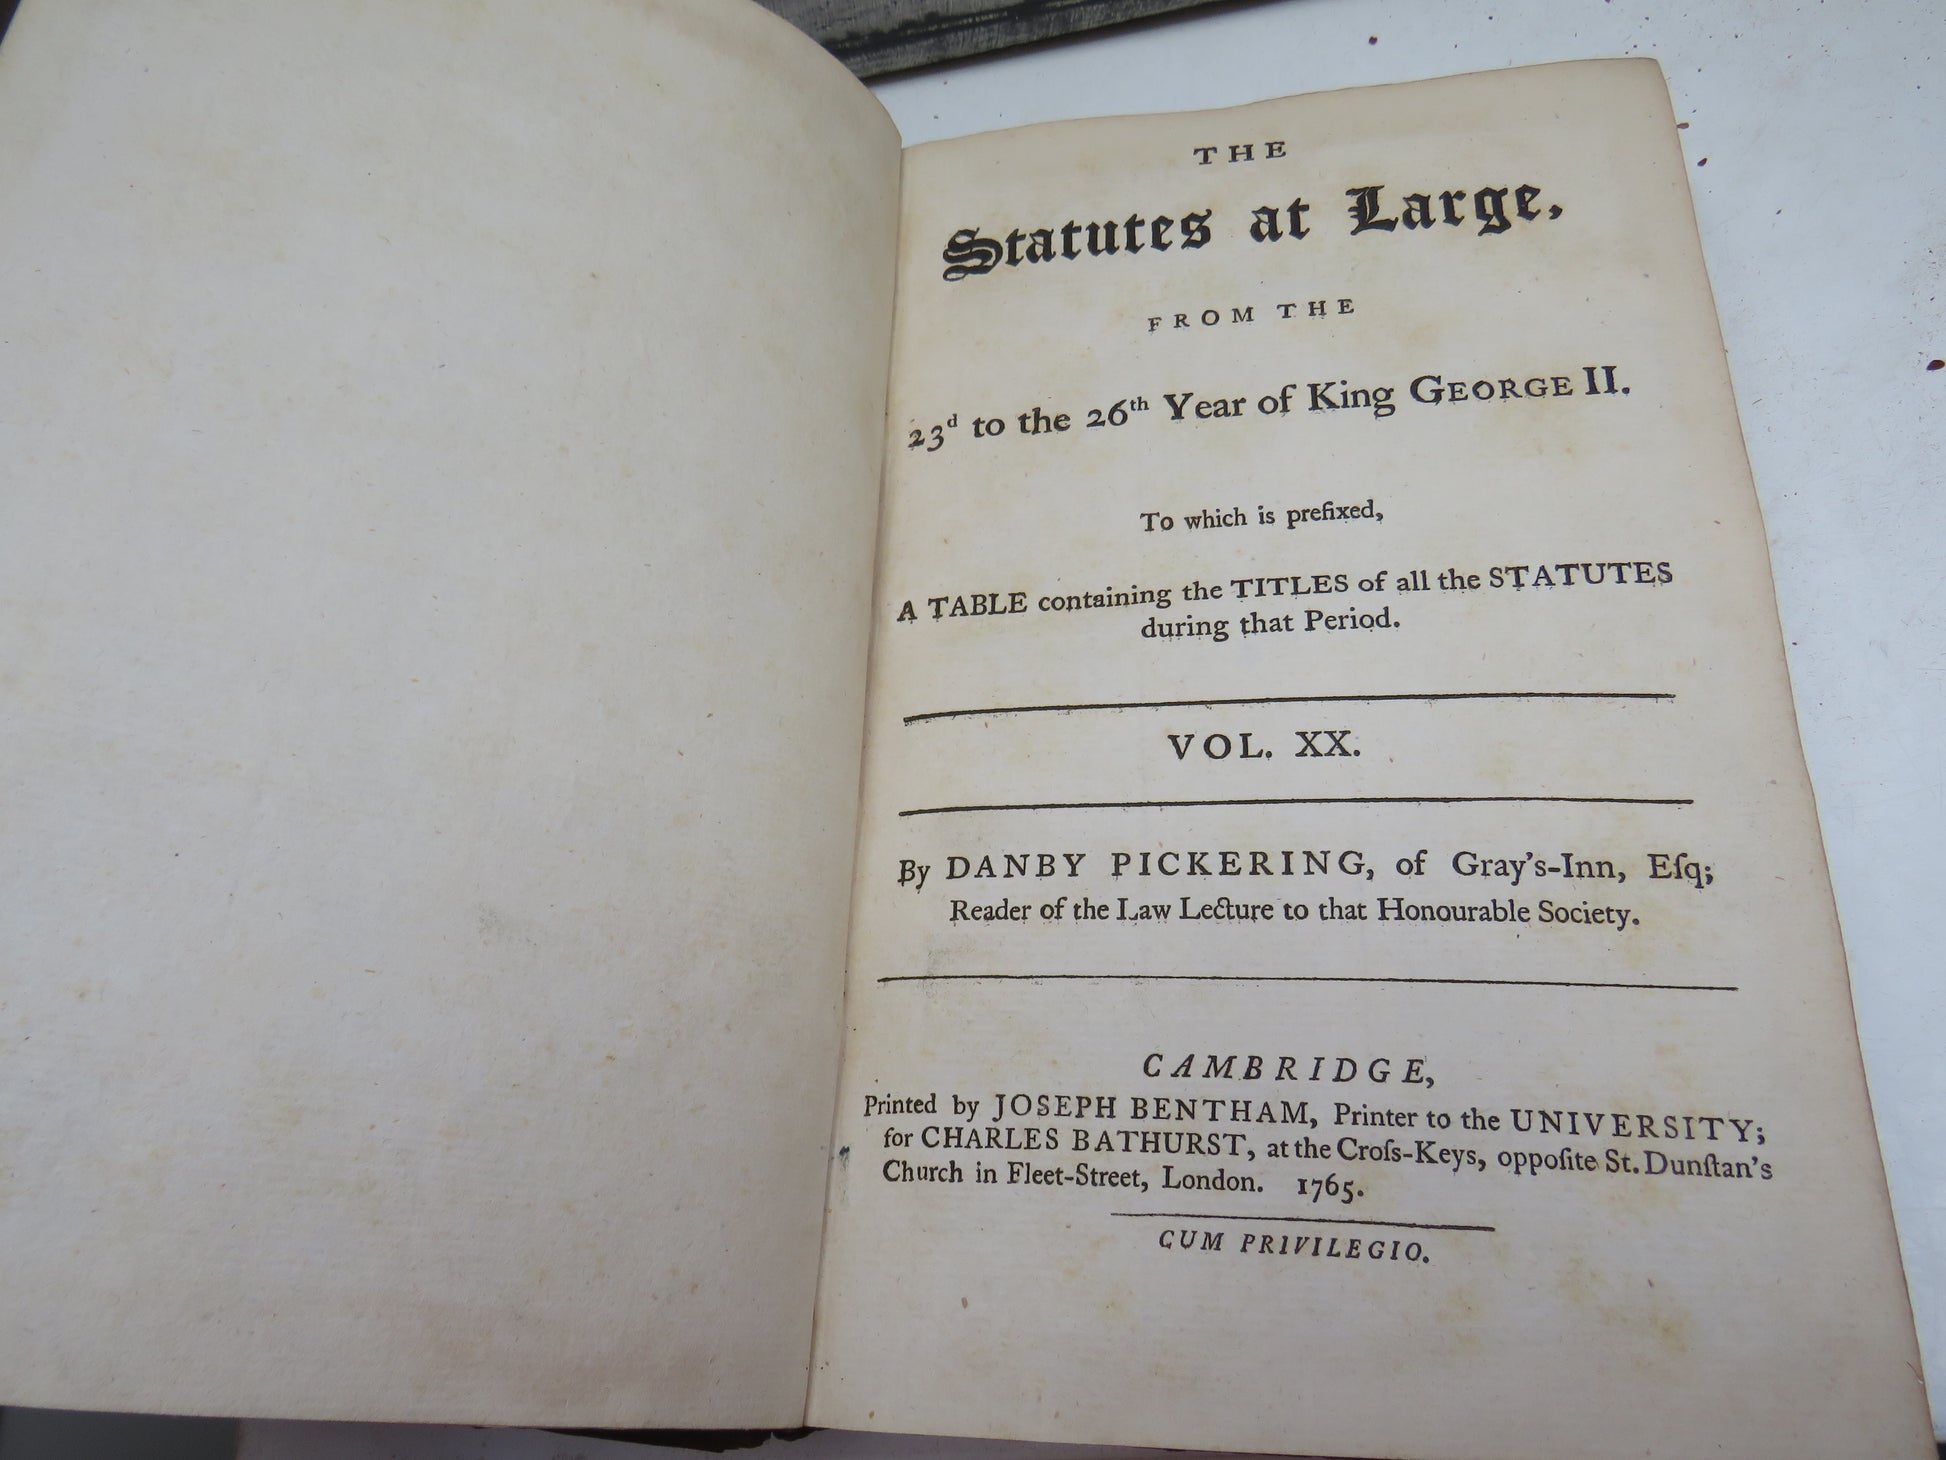 THE
Statutes at Large,
FROM THE
23d to the 26th Year of King GEORGE II.
To which is prefixed,
A TABLE containing the TITLES of all the STATUTES
during that Period.
VOL. XX.
By DANBY PICKERING, of Gray's-Inn, Eſq;
Reader of the Law Lecture to that Honourable Society.
CAMBRIDGE,
Printed by JOSEPH BENTHAM, Printer to the UNIVERSITY;
for CHARLES BATHURST, at the Croſs-Keys, oppoſite St. Dunſtan's
Church in Fleet-Street, London. 1765.
CUM PRIVILEGIO.